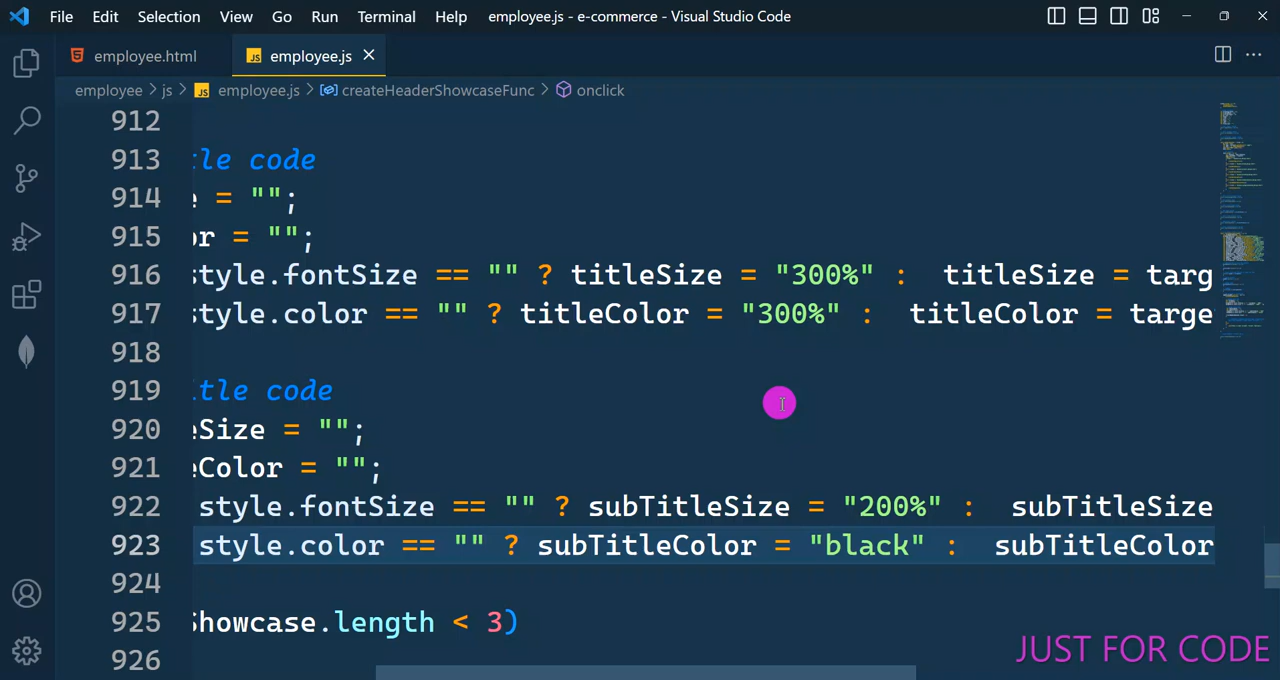 File Edit Selection View Go Run Terminal Help employee.js - e-commerce - Visual Studio Code
employee.html JS employee.js
employee > js > JS employee.js > createHeaderShowcaseFunc > onclick
912
913 tle code
914 e = "";
915 or = "";
916 style.fontSize == "" ? titleSize = "300%" : titleSize = targ
917 style.color == "" ? titleColor = "300%" : titleColor = targe
918
919 itle code
920 eSize = "";
921 eColor = "";
922 style.fontSize == "" ? subTitleSize = "200%" : subTitleSize
923 style.color == "" ? subTitleColor = "black" : subTitleColor
924
925 Showcase.length < 3)
926
JUST FOR CODE